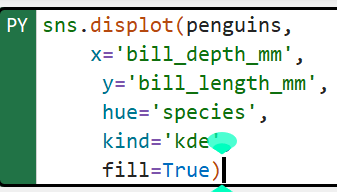 PY sns.displot(penguins,
x='bill_depth_mm',
y='bill_length_mm',
hue='species',
kind='kde'
fill=True)